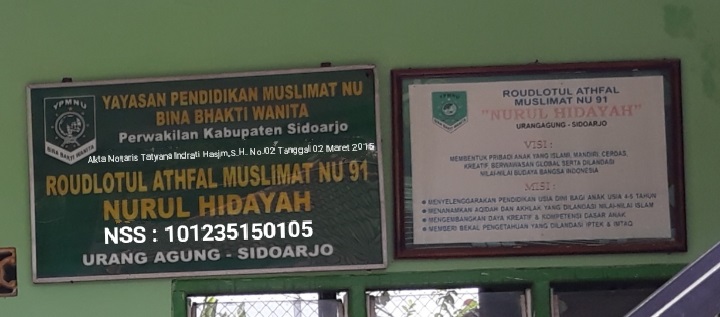 YPMNU
BINA BAKTI WANITA
YAYASAN PENDIDIKAN MUSLIMAT NU
BINA BHAKTI WANITA
Perwakilan Kabupaten Sidoarjo
Akta Notaris Tatyana Indrati Hasjm,S.H. No.02 Tanggal 02 Maret 2015
ROUDLOTUL ATHFAL MUSLIMAT NU 91
NURUL HIDAYAH
NSS : 101235150105
URANG AGUNG - SIDOARJO
ROUDLOTUL ATHFAL
MUSLIMAT NU 91
"NURUL HIDAYAH"
URANGAGUNG - SIDOARJO
VISI :
MEMBENTUK PRIBADI ANAK YANG ISLAMI, MANDIRI, CERDAS,
KREATIF BERWAWASAN GLOBAL SERTA DILANDASI
NILAI-NILAI BUDAYA BANGSA INDONESIA
MISI :
MENYELENGGARAKAN PENDIDIKAN USIA DINI BAGI ANAK USIA 4-5 TAHUN
MENANAMKAN AQIDAH DAN AKHLAK YANG DILANDASI NILAI-NILAI ISLAM
MENGEMBANGKAN DAYA KREATIF & KOMPETENSI DASAR ANAK
MEMBERI BEKAL PENGETAHUAN YANG DILANDASI IPTEK & IMTAQ